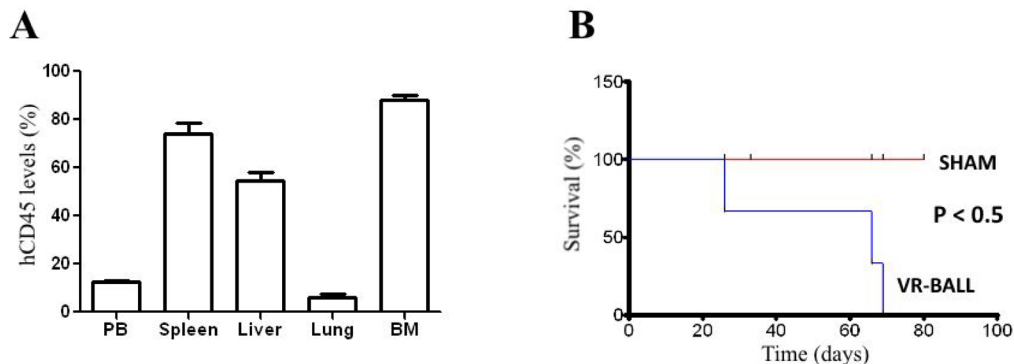 A
hCD45 levels (%)
100
80
60
40
20
0
PB Spleen Liver Lung BM
B
Survival (%)
150
100
50
0
SHAM
P < 0.5
VR-BALL
0 20 40 60 80 100
Time (days)